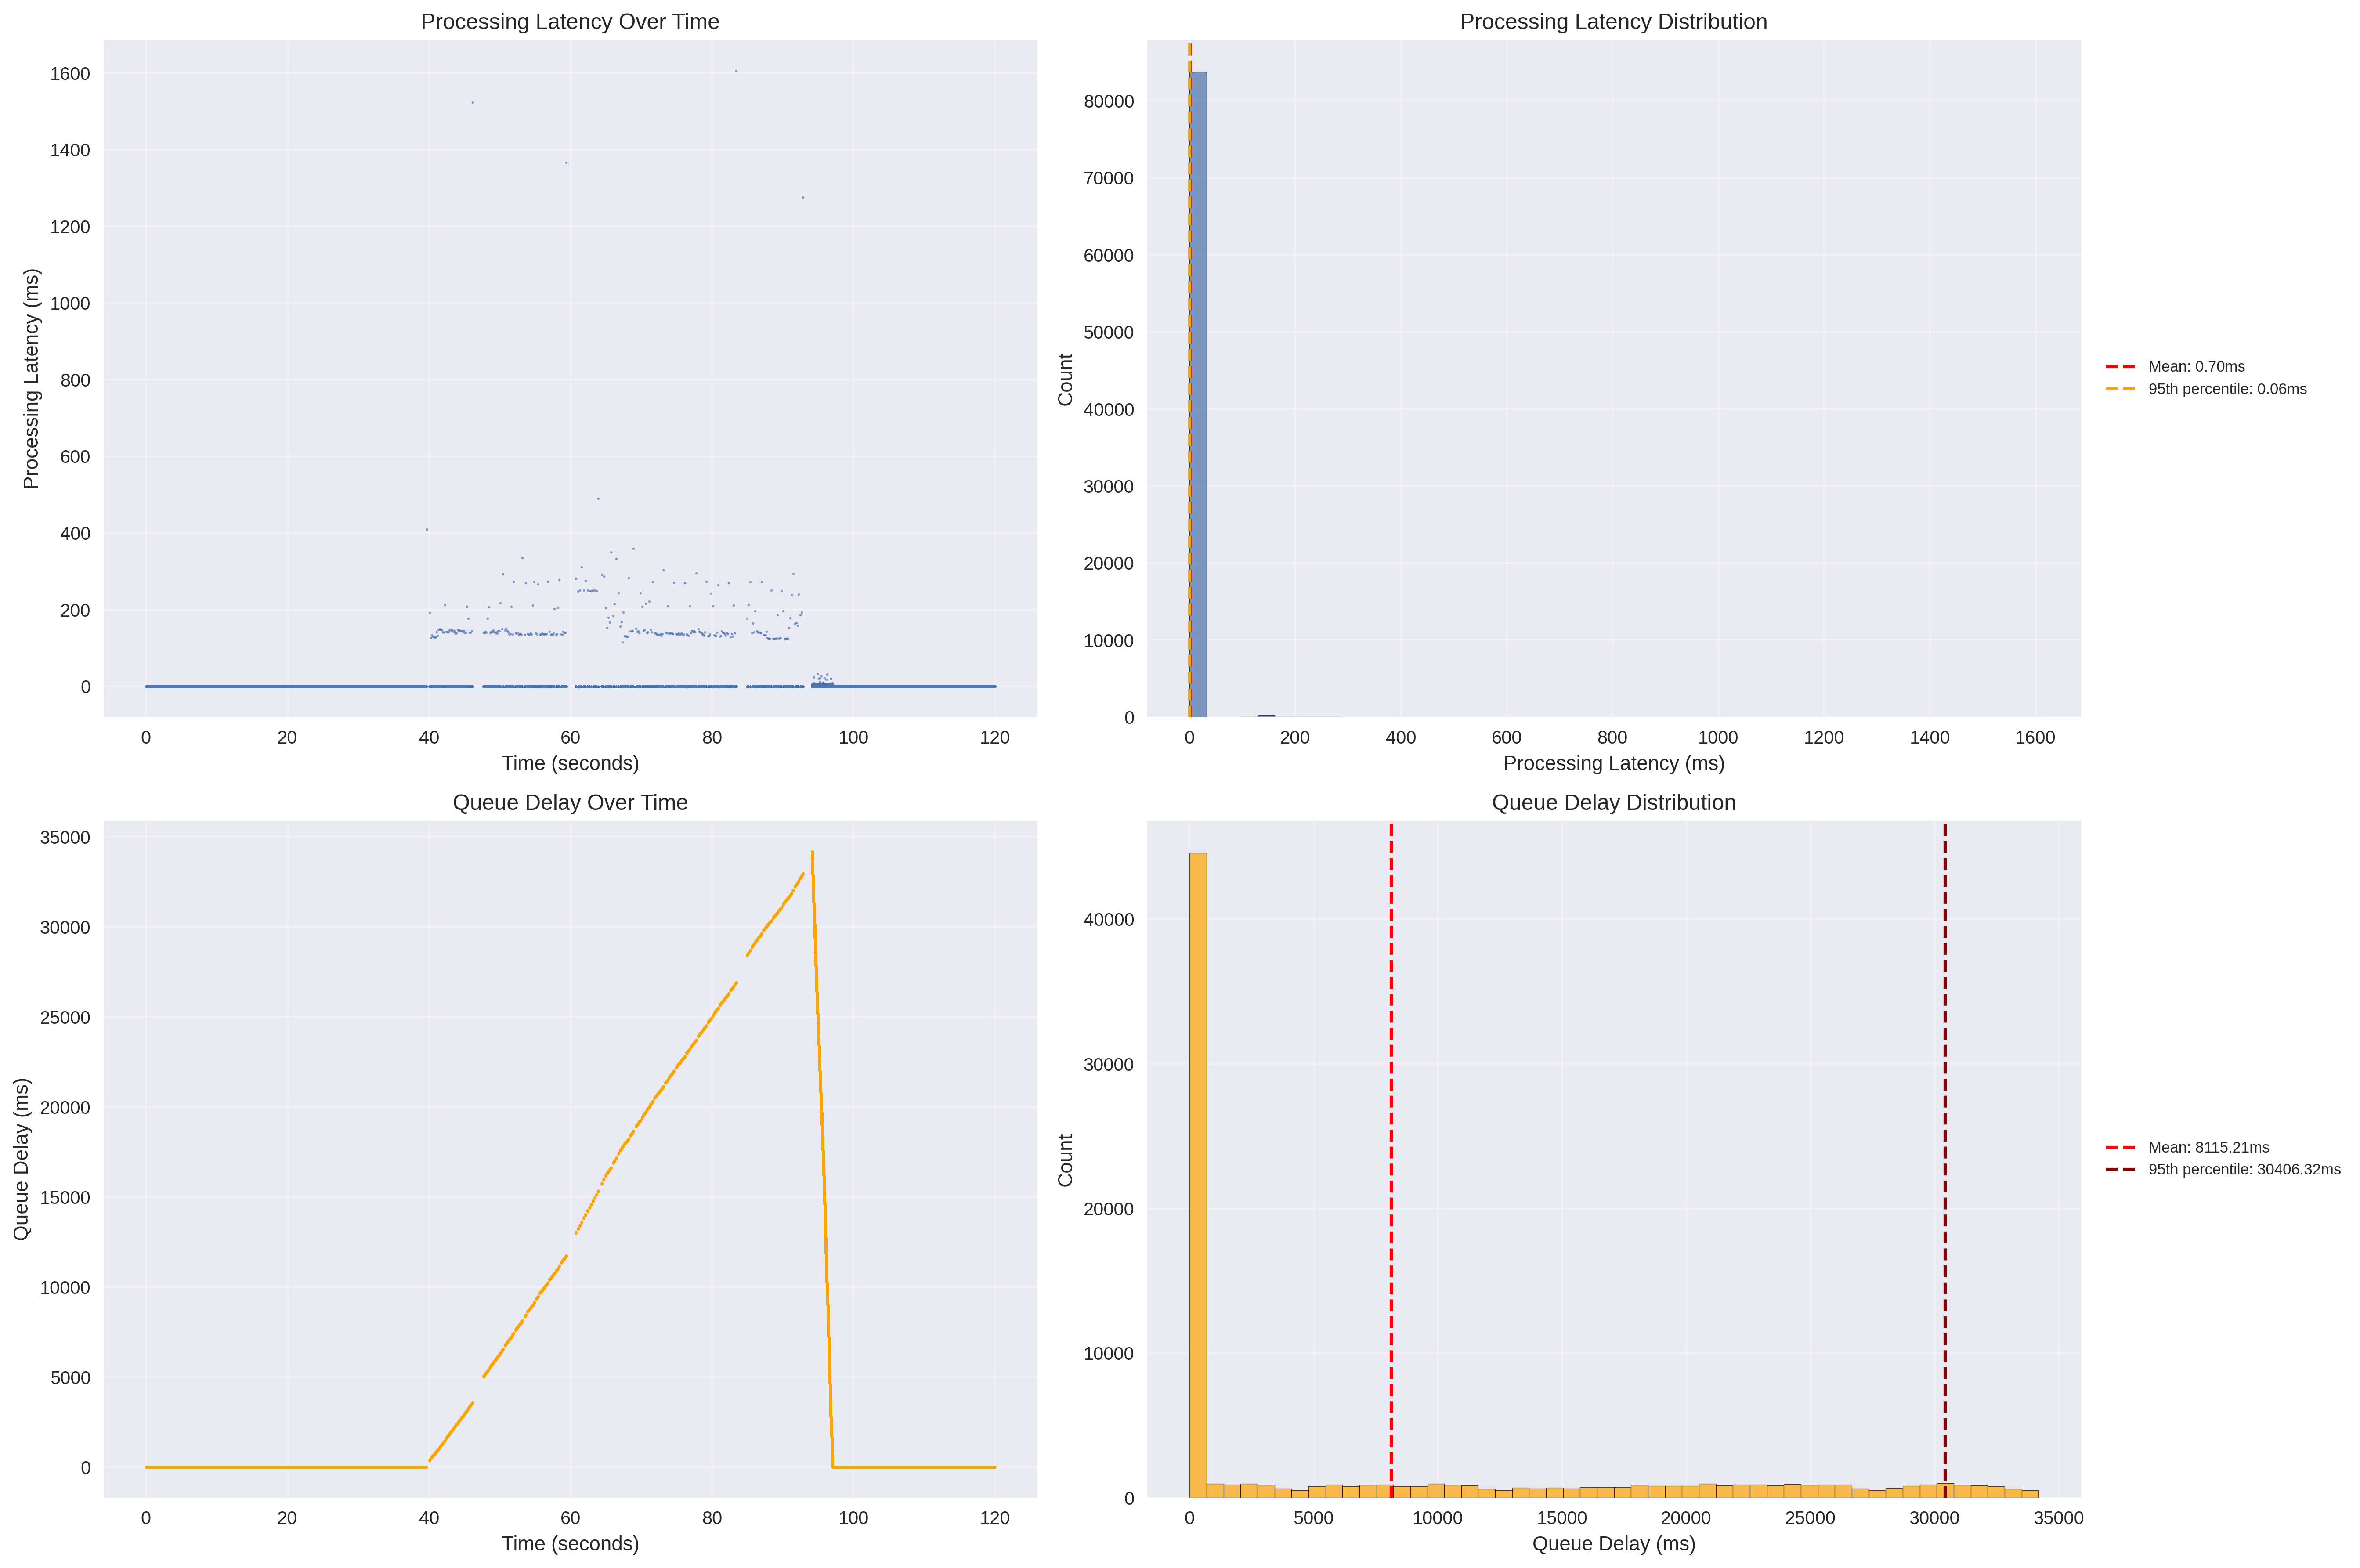 Processing Latency Over Time
Processing Latency (ms)
1600
1400
1200
1000
800
600
400
200
0
0 20 40 60 80 100 120
Time (seconds)
Processing Latency Distribution
Count
80000
70000
60000
50000
40000
30000
20000
10000
0
0 200 400 600 800 1000 1200 1400 1600
Processing Latency (ms)
Mean: 0.70ms
95th percentile: 0.06ms
Queue Delay Over Time
Queue Delay (ms)
35000
30000
25000
20000
15000
10000
5000
0
0 20 40 60 80 100 120
Time (seconds)
Queue Delay Distribution
Count
40000
30000
20000
10000
0
0 5000 10000 15000 20000 25000 30000 35000
Queue Delay (ms)
Mean: 8115.21ms
95th percentile: 30406.32ms